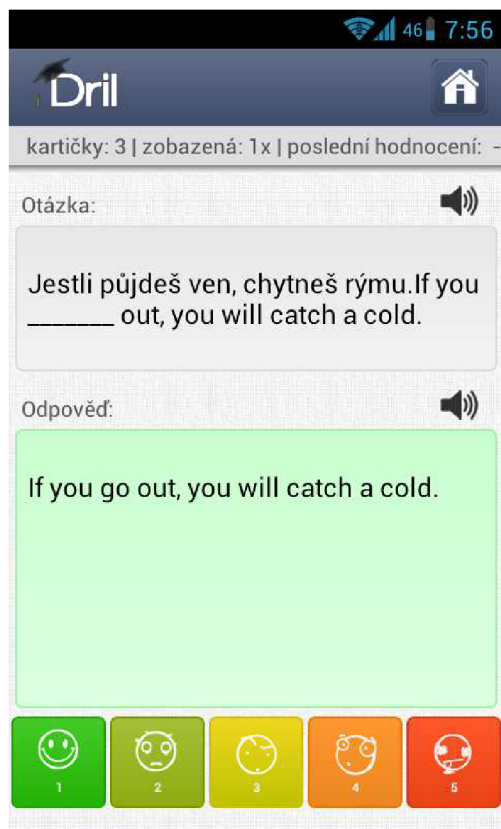 46 7:56
Dril
kartičky: 3 | zobazená: 1x | poslední hodnocení: -
Otázka:
Jestli půjdeš ven, chytneš rýmu.If you
_______ out, you will catch a cold.
Odpověď:
If you go out, you will catch a cold.
1 2 3 4 5